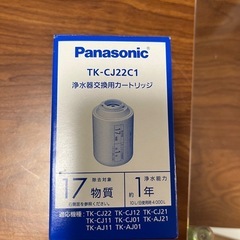 Panasonic
TK-CJ22C1
浄水器交換用カートリッジ
除去対象
17物質
浄水能力
約1年
適応機種：TK-CJ22 TK-CJ12 TK-CJ21
TK-CJ11 TK-CJ01 TK-AJ21
TK-AJ11 TK-AJ01